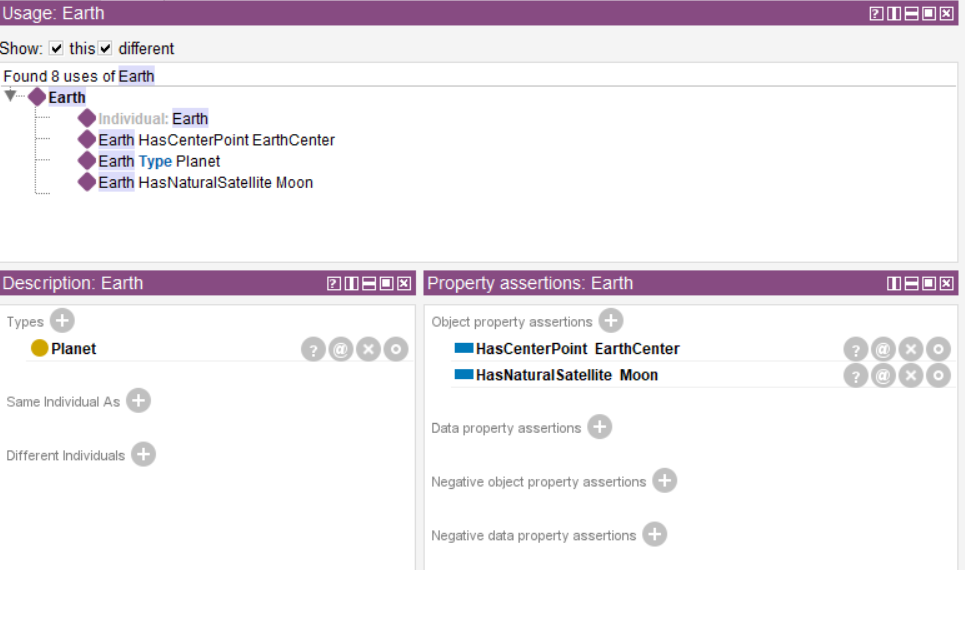 Usage: Earth
Show: this different
Found 8 uses of Earth
Earth
Individual: Earth
Earth HasCenterPoint EarthCenter
Earth Type Planet
Earth HasNaturalSatellite Moon
Description: Earth
Types
Planet
Same Individual As
Different Individuals
Property assertions: Earth
Object property assertions
HasCenterPoint EarthCenter
HasNaturalSatellite Moon
Data property assertions
Negative object property assertions
Negative data property assertions